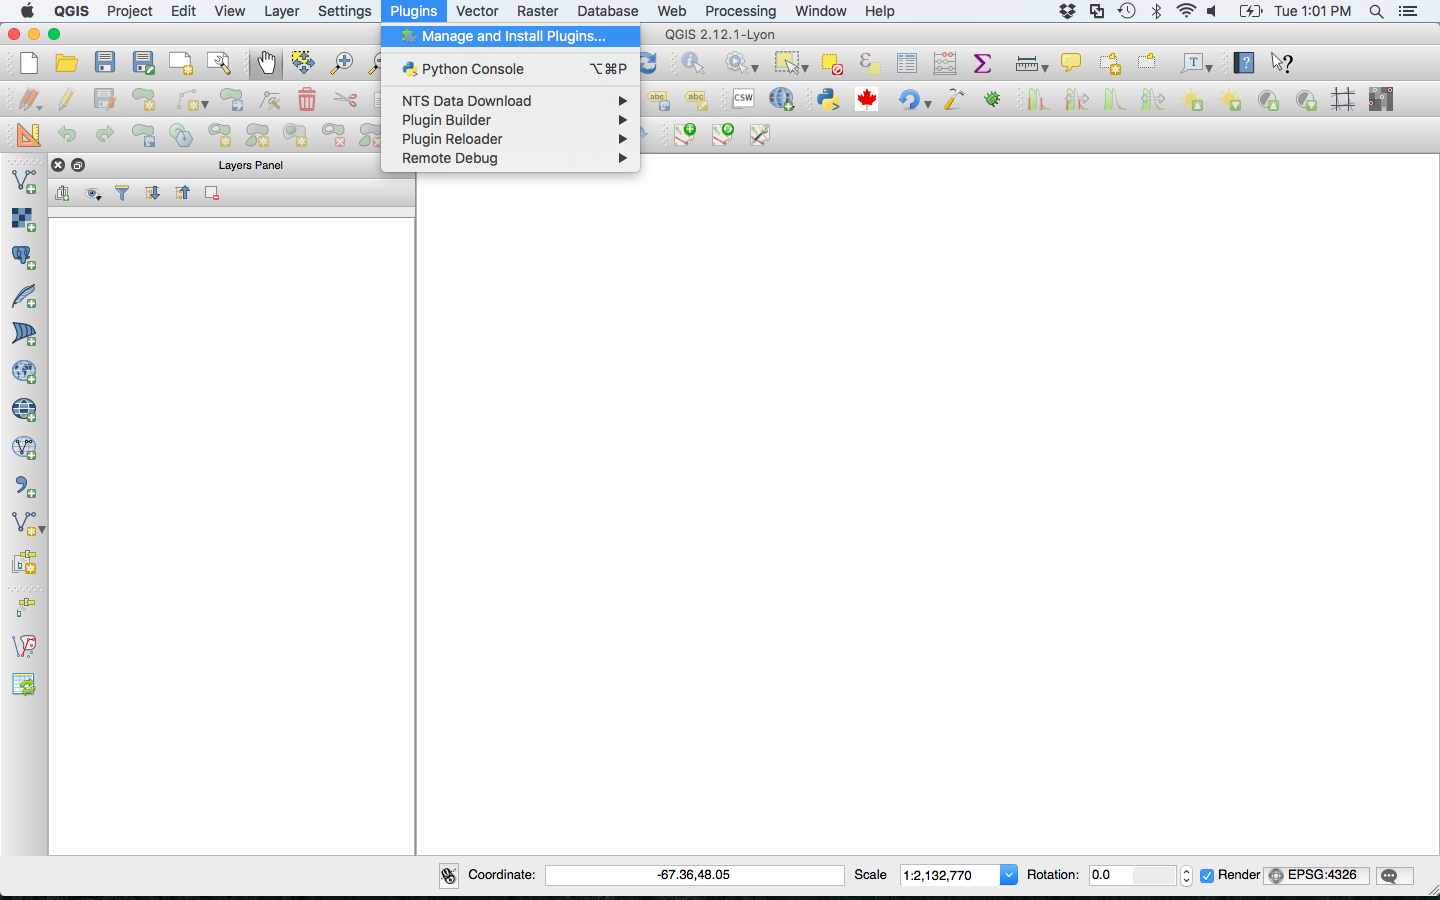 QGIS Project Edit View Layer Settings Plugins Vector Raster Database Web Processing Window Help Tue 1:01 PM
QGIS 2.12.1-Lyon
Manage and Install Plugins...
Python Console ⌥⌘P
NTS Data Download
Plugin Builder
Plugin Reloader
Remote Debug
T
?
?
abc
abc
CSW
Layers Panel
Coordinate: -67.36,48.05 Scale 1:2,132,770 Rotation: 0.0 Render EPSG:4326